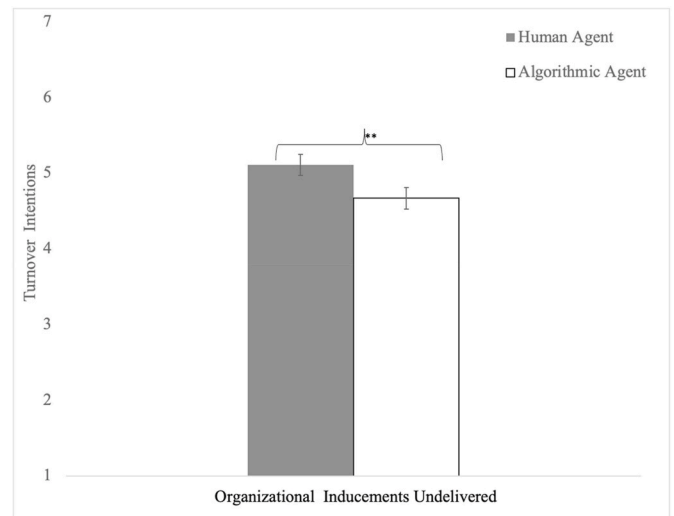 7
Human Agent
Algorithmic Agent
6
**
5
4
3
2
1
Turnover Intentions
Organizational Inducements Undelivered